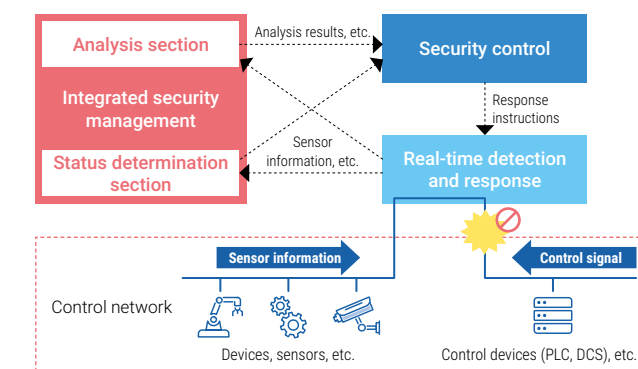 Analysis section
Analysis results, etc.
Security control
Integrated security
management
Response
instructions
Sensor
information, etc.
Status determination
section
Real-time detection
and response
Sensor information
Control signal
Control network
Devices, sensors, etc.
Control devices (PLC, DCS), etc.